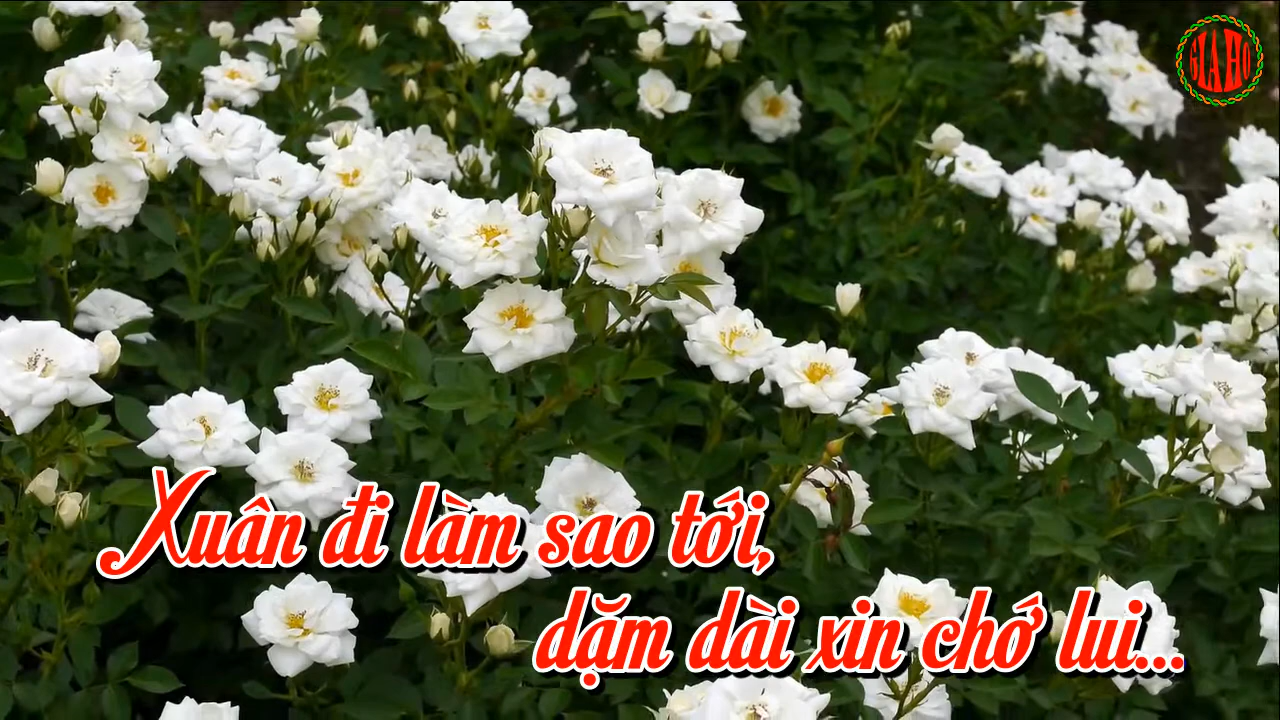 GIA HO
Xuân đi làm sao tới,
dặm dài xin chớ lui...